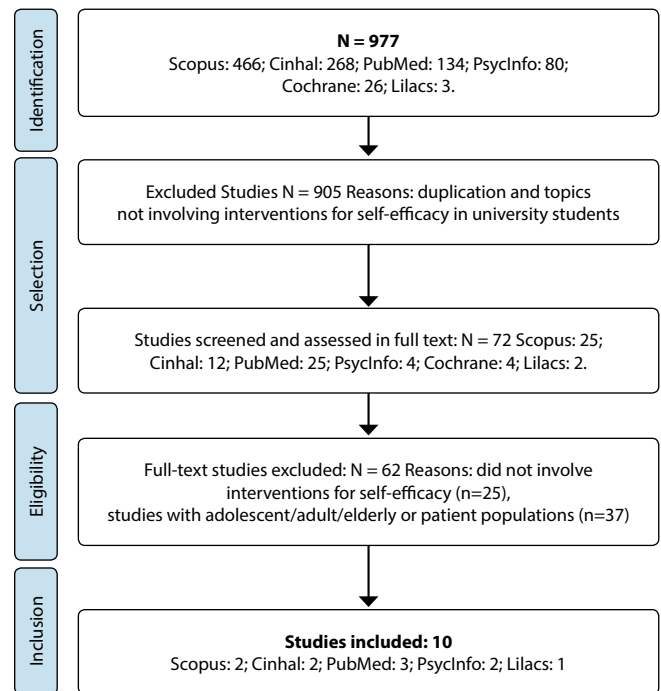 Identification
N = 977
Scopus: 466; Cinhal: 268; PubMed: 134; PsycInfo: 80;
Cochrane: 26; Lilacs: 3.
Selection
Excluded Studies N = 905 Reasons: duplication and topics
not involving interventions for self-efficacy in university students
Studies screened and assessed in full text: N = 72 Scopus: 25;
Cinhal: 12; PubMed: 25; PsycInfo: 4; Cochrane: 4; Lilacs: 2.
Eligibility
Full-text studies excluded: N = 62 Reasons: did not involve
interventions for self-efficacy (n=25),
studies with adolescent/adult/elderly or patient populations (n=37)
Inclusion
Studies included: 10
Scopus: 2; Cinhal: 2; PubMed: 3; PsycInfo: 2; Lilacs: 1